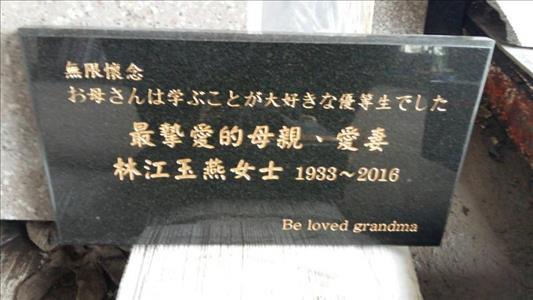 無限懷念
お母さんは学ぶことが大好きな優等生でした
最摯愛的母親、愛妻
林江玉燕女士 1933～2016
Be loved grandma